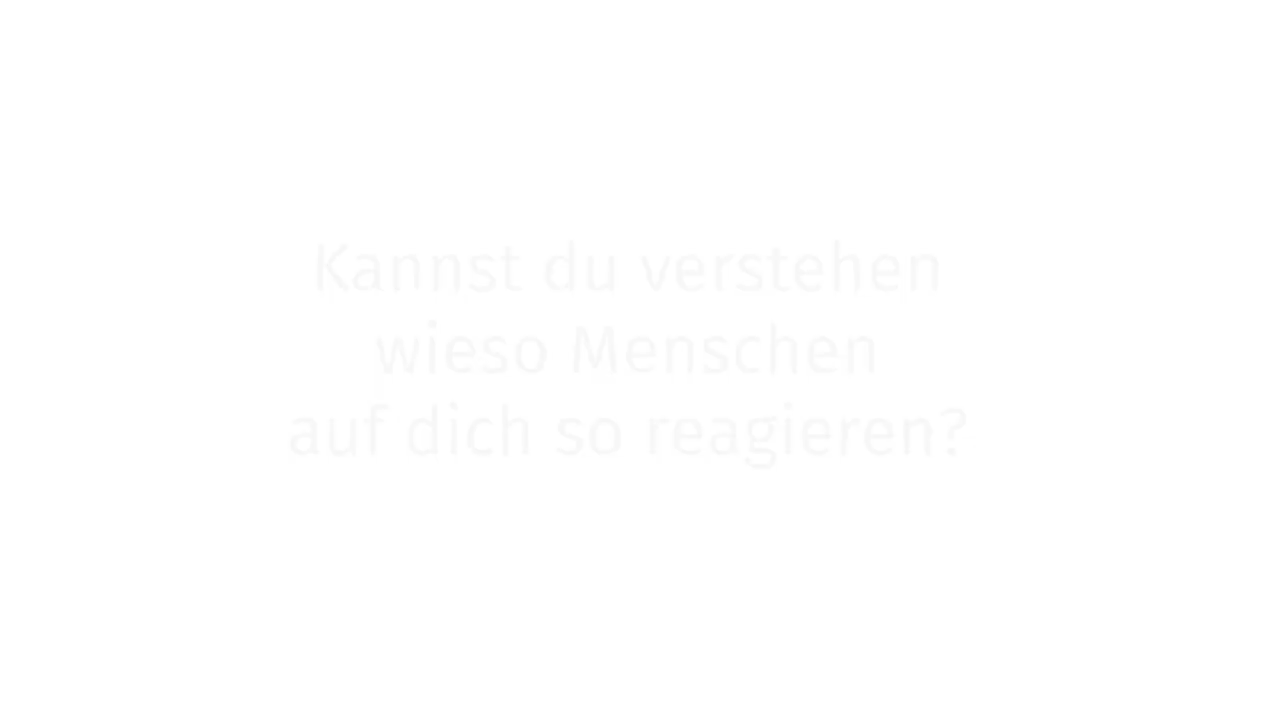 Kannst du verstehen
wieso Menschen
auf dich so reagieren?